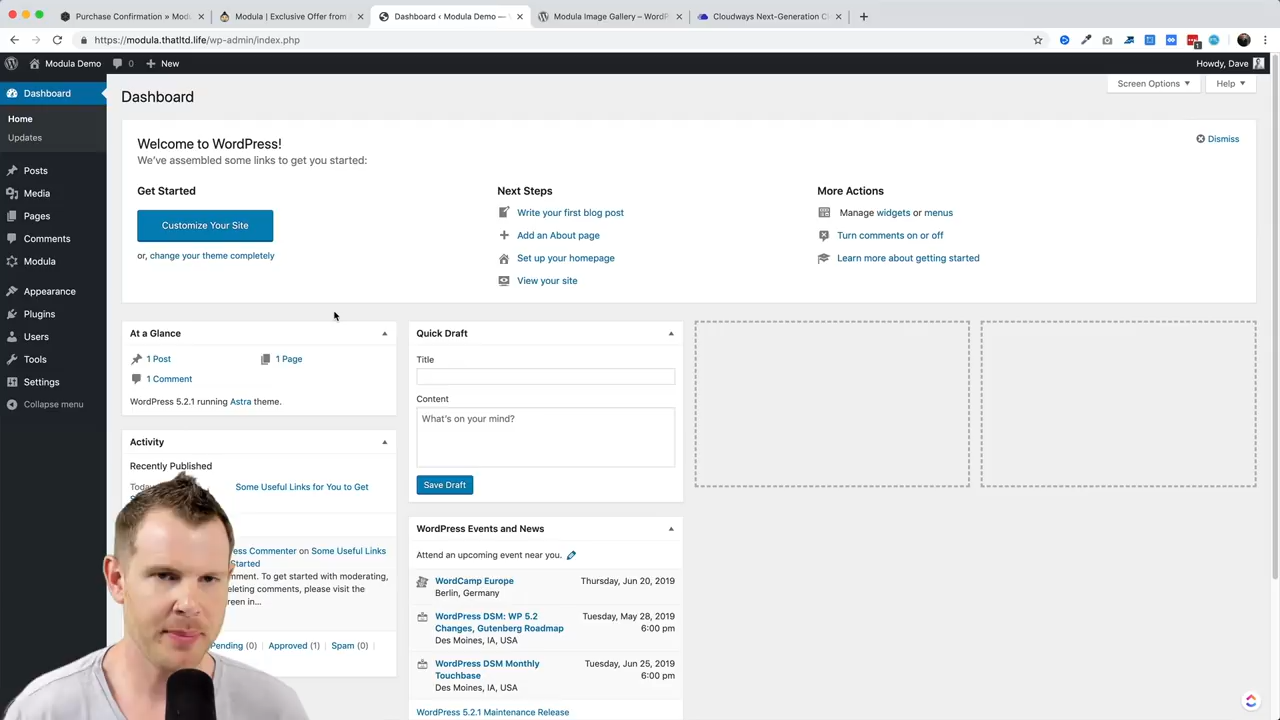 Purchase Confirmation » Modu
Modula | Exclusive Offer from
Dashboard ‹ Modula Demo —
Modula Image Gallery – WordP
Cloudways Next-Generation C
https://modula.thatltd.life/wp-admin/index.php
Modula Demo
0
New
Howdy, Dave
Dashboard
Home
Updates
Posts
Media
Pages
Comments
Modula
Appearance
Plugins
Users
Tools
Settings
Collapse menu
Screen Options
Help
Dashboard
Welcome to WordPress!
We've assembled some links to get you started:
Dismiss
Get Started
Customize Your Site
or, change your theme completely
Next Steps
Write your first blog post
Add an About page
Set up your homepage
View your site
More Actions
Manage widgets or menus
Turn comments on or off
Learn more about getting started
At a Glance
1 Post
1 Page
1 Comment
WordPress 5.2.1 running Astra theme.
Activity
Recently Published
Some Useful Links for You to Get
ess Commenter on Some Useful Links
Started
mment. To get started with moderating,
eleting comments, please visit the
reen in...
Pending (0) | Approved (1) | Spam (0) |
Quick Draft
Title
Content
What's on your mind?
Save Draft
WordPress Events and News
Attend an upcoming event near you.
WordCamp Europe
Berlin, Germany
Thursday, Jun 20, 2019
WordPress DSM: WP 5.2
Changes, Gutenberg Roadmap
Des Moines, IA, USA
Tuesday, May 28, 2019
6:00 pm
WordPress DSM Monthly
Touchbase
Des Moines, IA, USA
Tuesday, Jun 25, 2019
6:00 pm
WordPress 5.2.1 Maintenance Release